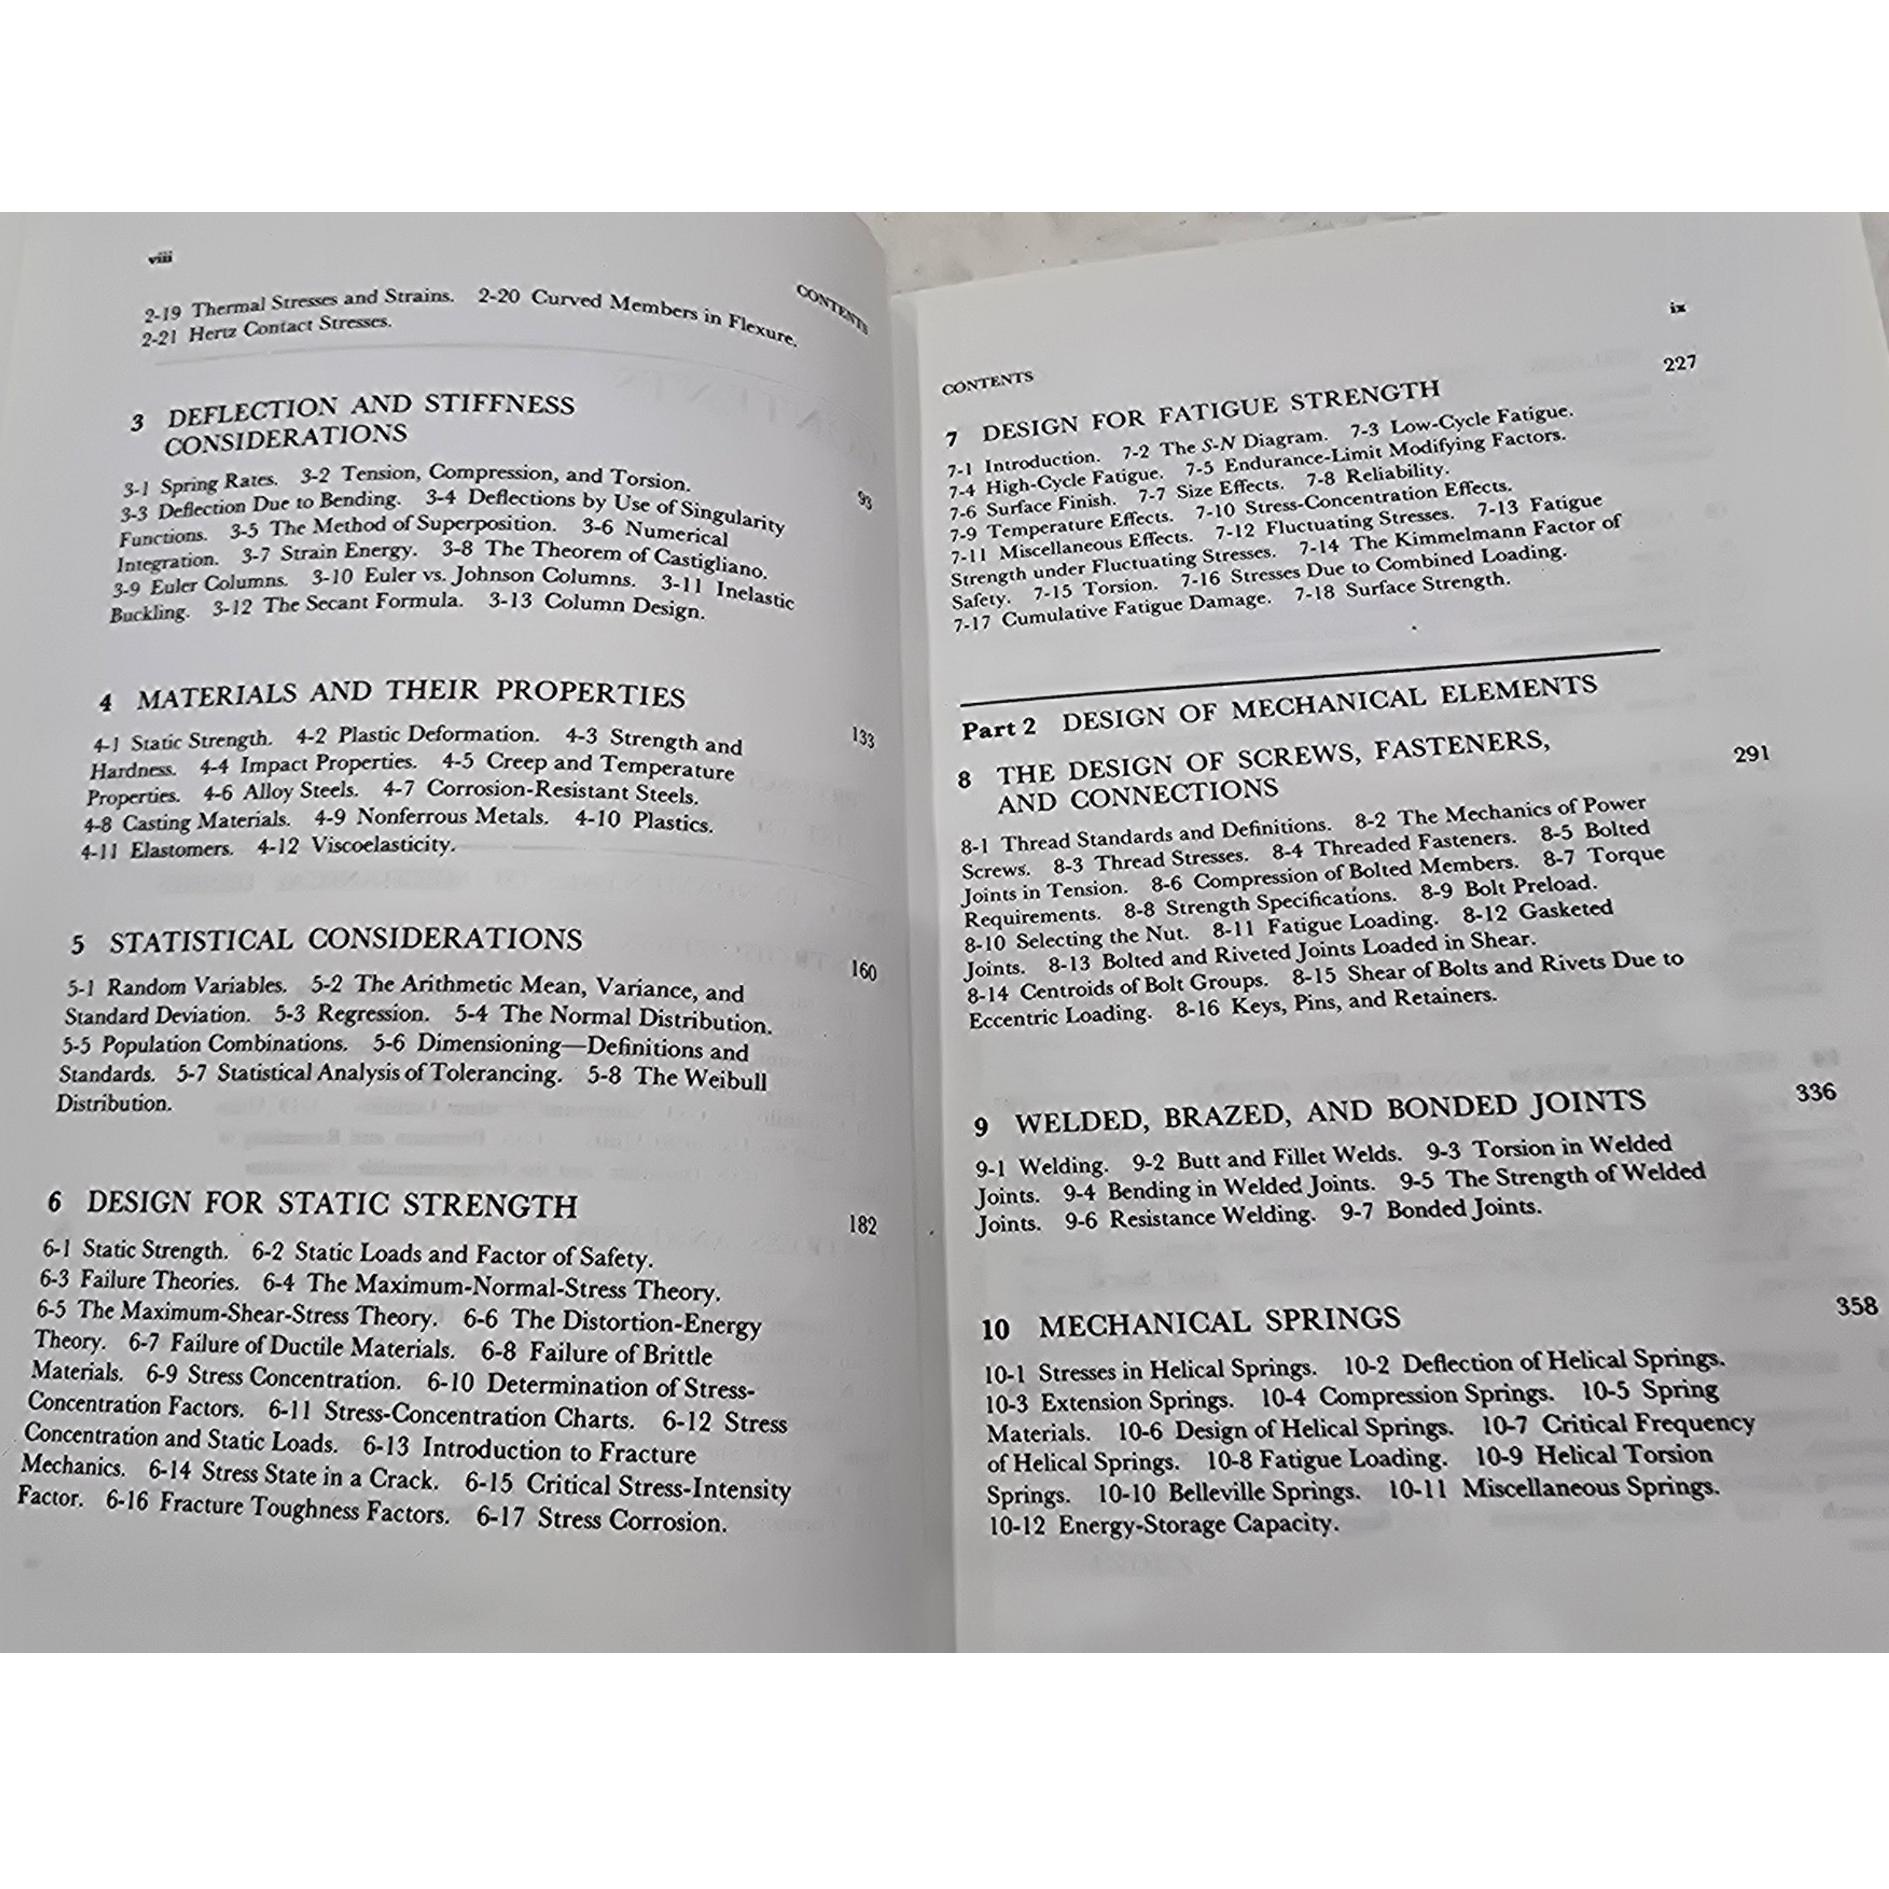 viii
CONTENTS
2-19 Thermal Stresses and Strains. 2-20 Curved Members in Flexure.
2-21 Hertz Contact Stresses.
3 DEFLECTION AND STIFFNESS
CONSIDERATIONS
93
3-1 Spring Rates. 3-2 Tension, Compression, and Torsion.
3-3 Deflection Due to Bending. 3-4 Deflections by Use of Singularity
Functions. 3-5 The Method of Superposition. 3-6 Numerical
Integration. 3-7 Strain Energy. 3-8 The Theorem of Castigliano.
3-9 Euler Columns. 3-10 Euler vs. Johnson Columns. 3-11 Inelastic
Buckling. 3-12 The Secant Formula. 3-13 Column Design.
4 MATERIALS AND THEIR PROPERTIES
133
4-1 Static Strength. 4-2 Plastic Deformation. 4-3 Strength and
Hardness. 4-4 Impact Properties. 4-5 Creep and Temperature
Properties. 4-6 Alloy Steels. 4-7 Corrosion-Resistant Steels.
4-8 Casting Materials. 4-9 Nonferrous Metals. 4-10 Plastics.
4-11 Elastomers. 4-12 Viscoelasticity.
5 STATISTICAL CONSIDERATIONS
160
5-1 Random Variables. 5-2 The Arithmetic Mean, Variance, and
Standard Deviation. 5-3 Regression. 5-4 The Normal Distribution.
5-5 Population Combinations. 5-6 Dimensioning—Definitions and
Standards. 5-7 Statistical Analysis of Tolerancing. 5-8 The Weibull
Distribution.
6 DESIGN FOR STATIC STRENGTH
182
6-1 Static Strength. 6-2 Static Loads and Factor of Safety.
6-3 Failure Theories. 6-4 The Maximum-Normal-Stress Theory.
6-5 The Maximum-Shear-Stress Theory. 6-6 The Distortion-Energy
Theory. 6-7 Failure of Ductile Materials. 6-8 Failure of Brittle
Materials. 6-9 Stress Concentration. 6-10 Determination of Stress-
Concentration Factors. 6-11 Stress-Concentration Charts. 6-12 Stress
Concentration and Static Loads. 6-13 Introduction to Fracture
Mechanics. 6-14 Stress State in a Crack. 6-15 Critical Stress-Intensity
Factor. 6-16 Fracture Toughness Factors. 6-17 Stress Corrosion.
ix
CONTENTS
7 DESIGN FOR FATIGUE STRENGTH 227
7-1 Introduction. 7-2 The S-N Diagram. 7-3 Low-Cycle Fatigue.
7-4 High-Cycle Fatigue. 7-5 Endurance-Limit Modifying Factors.
7-6 Surface Finish. 7-7 Size Effects. 7-8 Reliability.
7-9 Temperature Effects. 7-10 Stress-Concentration Effects.
7-11 Miscellaneous Effects. 7-12 Fluctuating Stresses. 7-13 Fatigue
Strength under Fluctuating Stresses. 7-14 The Kimmelmann Factor of
Safety. 7-15 Torsion. 7-16 Stresses Due to Combined Loading.
7-17 Cumulative Fatigue Damage. 7-18 Surface Strength.
Part 2 DESIGN OF MECHANICAL ELEMENTS
8 THE DESIGN OF SCREWS, FASTENERS,
AND CONNECTIONS
291
8-1 Thread Standards and Definitions. 8-2 The Mechanics of Power
Screws. 8-3 Thread Stresses. 8-4 Threaded Fasteners. 8-5 Bolted
Joints in Tension. 8-6 Compression of Bolted Members. 8-7 Torque
Requirements. 8-8 Strength Specifications. 8-9 Bolt Preload.
8-10 Selecting the Nut. 8-11 Fatigue Loading. 8-12 Gasketed
Joints. 8-13 Bolted and Riveted Joints Loaded in Shear.
8-14 Centroids of Bolt Groups. 8-15 Shear of Bolts and Rivets Due to
Eccentric Loading. 8-16 Keys, Pins, and Retainers.
9 WELDED, BRAZED, AND BONDED JOINTS 336
9-1 Welding. 9-2 Butt and Fillet Welds. 9-3 Torsion in Welded
Joints. 9-4 Bending in Welded Joints. 9-5 The Strength of Welded
Joints. 9-6 Resistance Welding. 9-7 Bonded Joints.
10 MECHANICAL SPRINGS 358
10-1 Stresses in Helical Springs. 10-2 Deflection of Helical Springs.
10-3 Extension Springs. 10-4 Compression Springs. 10-5 Spring
Materials. 10-6 Design of Helical Springs. 10-7 Critical Frequency
of Helical Springs. 10-8 Fatigue Loading. 10-9 Helical Torsion
Springs. 10-10 Belleville Springs. 10-11 Miscellaneous Springs.
10-12 Energy-Storage Capacity.